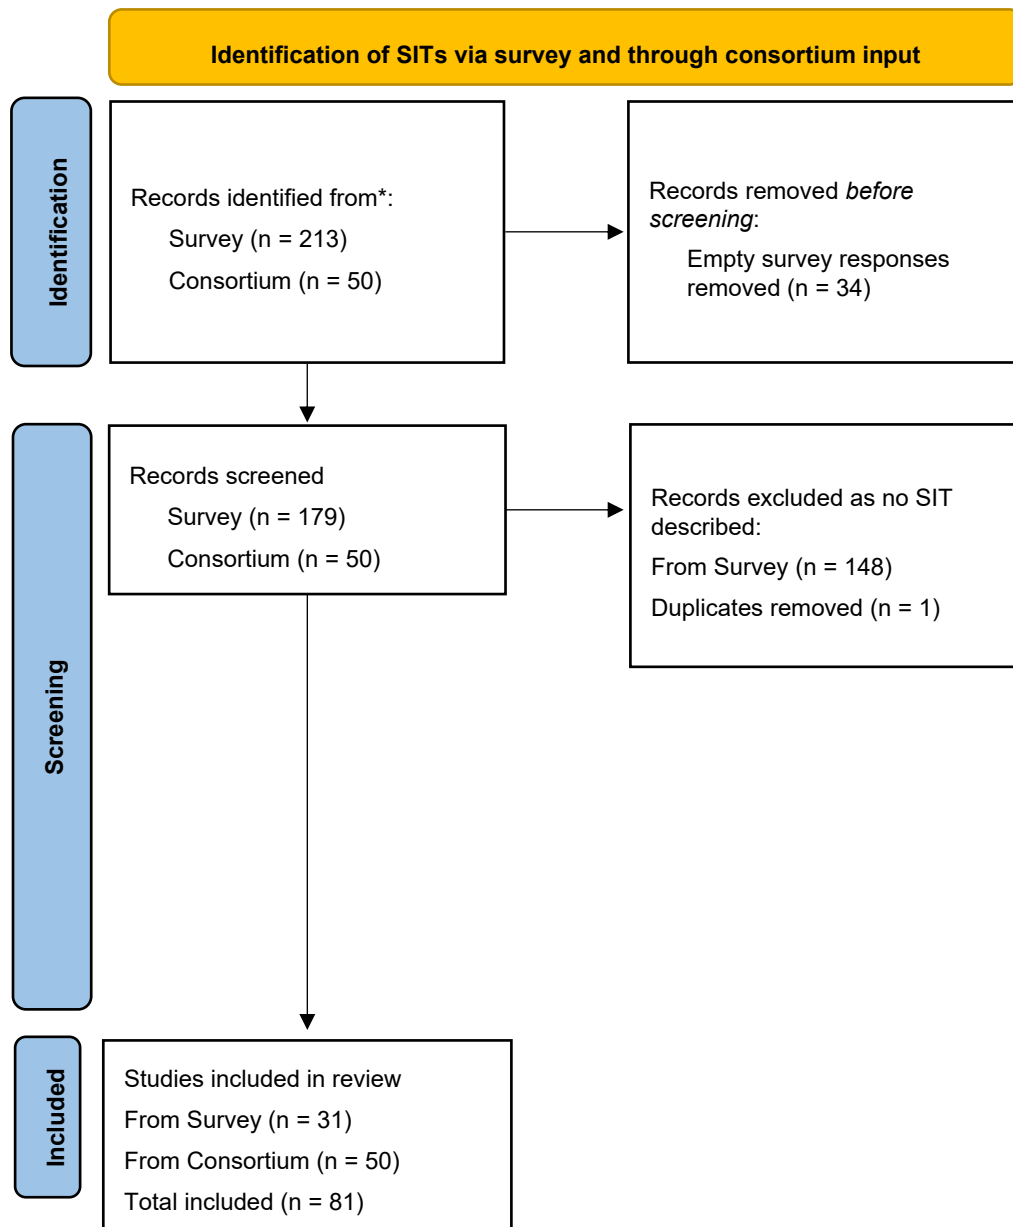 Identification of SITs via survey and through consortium input
Identification
Records identified from*:
Survey (n = 213)
Consortium (n = 50)
Records removed before
screening:
Empty survey responses
removed (n = 34)
Screening
Records screened
Survey (n = 179)
Consortium (n = 50)
Records excluded as no SIT
described:
From Survey (n = 148)
Duplicates removed (n = 1)
Included
Studies included in review
From Survey (n = 31)
From Consortium (n = 50)
Total included (n = 81)